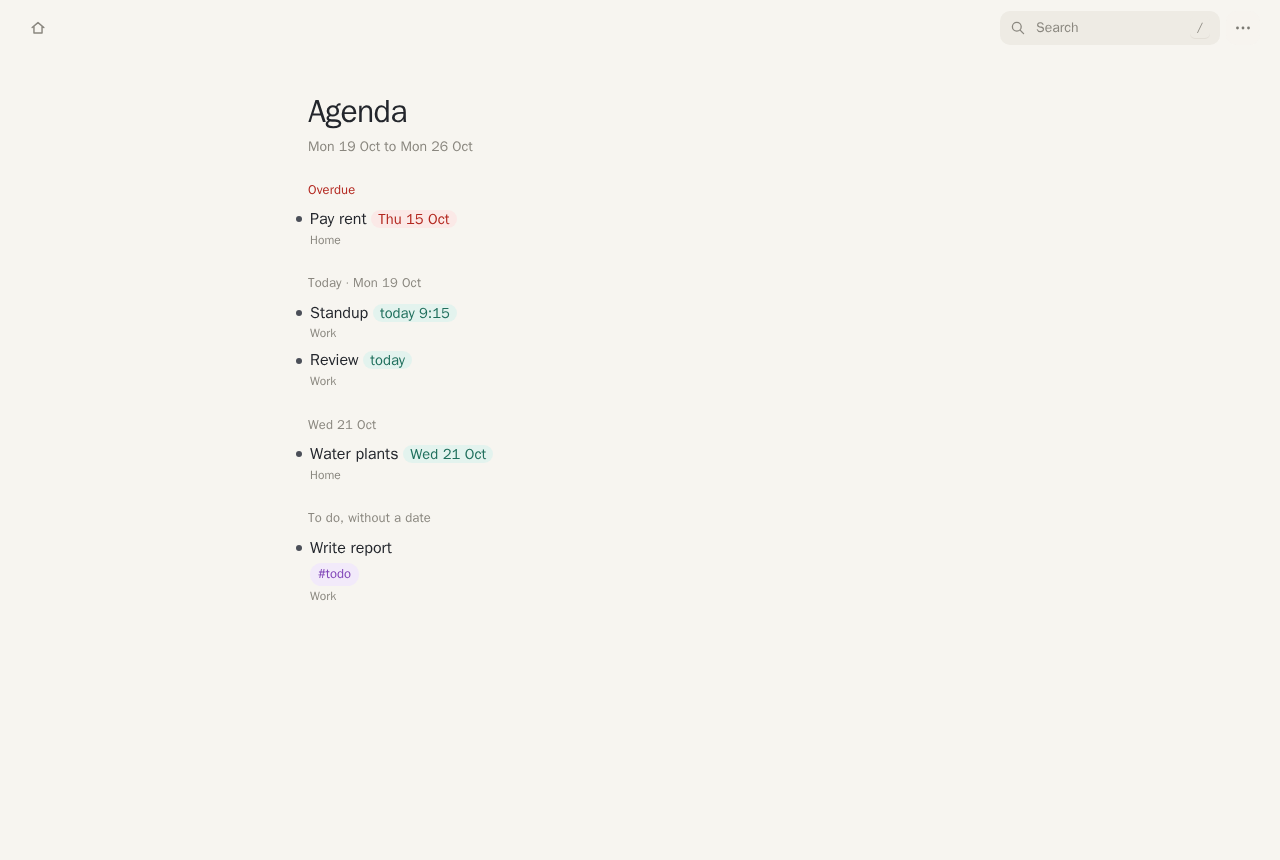 Search /
Agenda
Mon 19 Oct to Mon 26 Oct
Overdue
Pay rent Thu 15 Oct
Home
Today · Mon 19 Oct
Standup today 9:15
Work
Review today
Work
Wed 21 Oct
Water plants Wed 21 Oct
Home
To do, without a date
Write report
#todo
Work